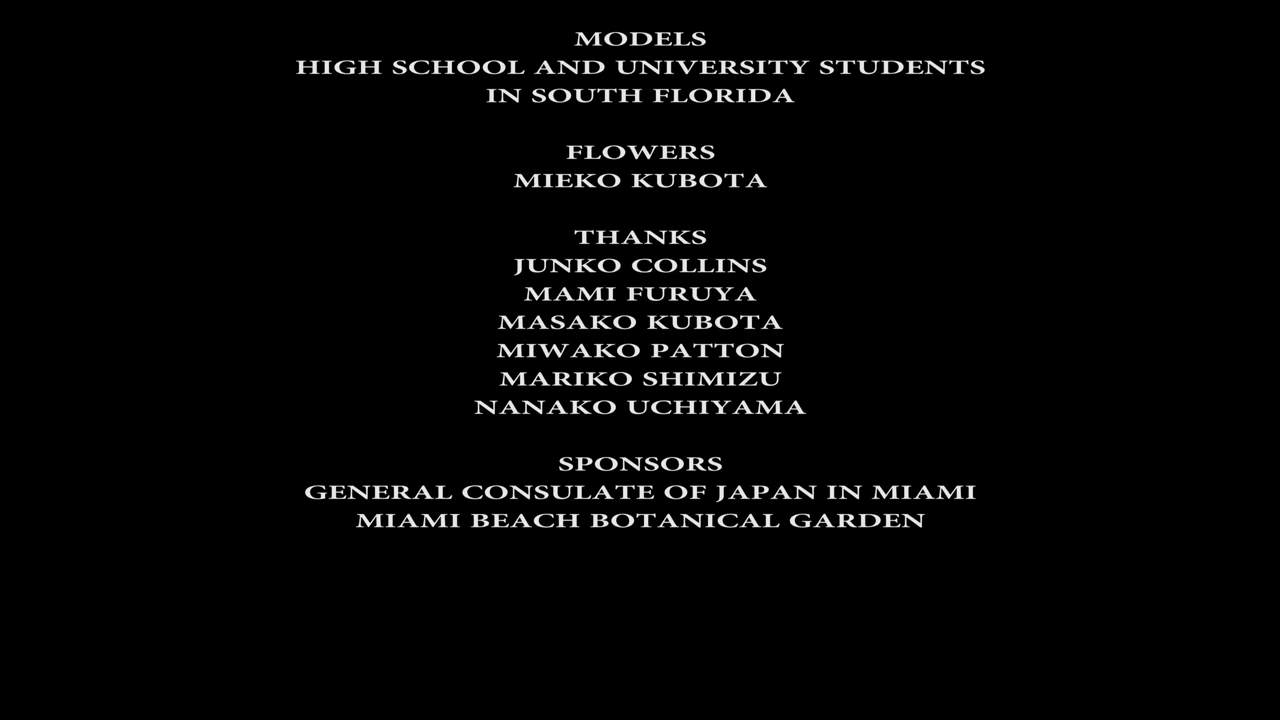 MODELS
HIGH SCHOOL AND UNIVERSITY STUDENTS
IN SOUTH FLORIDA
FLOWERS
MIEKO KUBOTA
THANKS
JUNKO COLLINS
MAMI FURUYA
MASAKO KUBOTA
MIWAKO PATTON
MARIKO SHIMIZU
NANAKO UCHIYAMA
SPONSORS
GENERAL CONSULATE OF JAPAN IN MIAMI
MIAMI BEACH BOTANICAL GARDEN